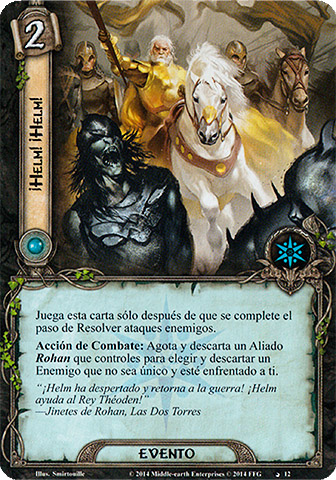 2
¡Helm! ¡Helm!
Juega esta carta sólo después de que se complete el
paso de Resolver ataques enemigos.
Acción de Combate: Agota y descarta un Aliado
Rohan que controles para elegir y descartar un
Enemigo que no sea único y esté enfrentado a ti.
“¡Helm ha despertado y retorna a la guerra! ¡Helm
ayuda al Rey Théoden!”
—Jinetes de Rohan, Las Dos Torres
EVENTO
Illus. Smirtouille © 2014 Middle-earth Enterprises © 2014 FFG 12